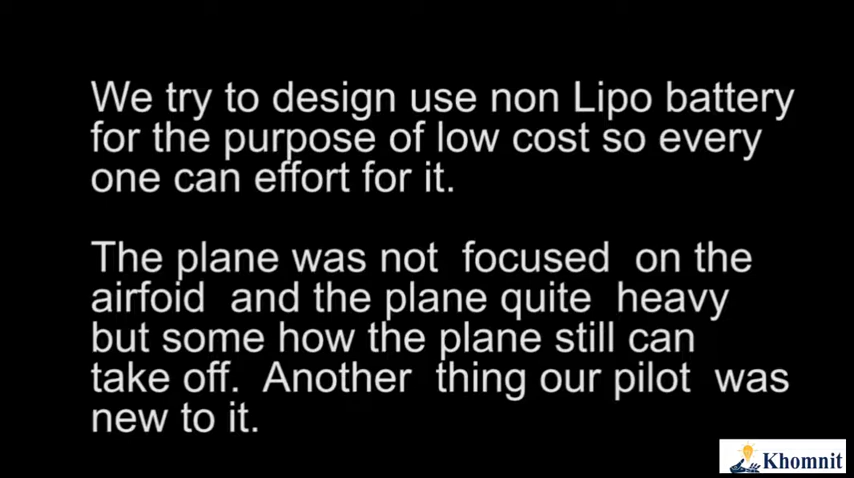 We try to design use non Lipo battery
for the purpose of low cost so every
one can effort for it.
The plane was not focused on the
airfoid and the plane quite heavy
but some how the plane still can
take off. Another thing our pilot was
new to it.
Khomnit